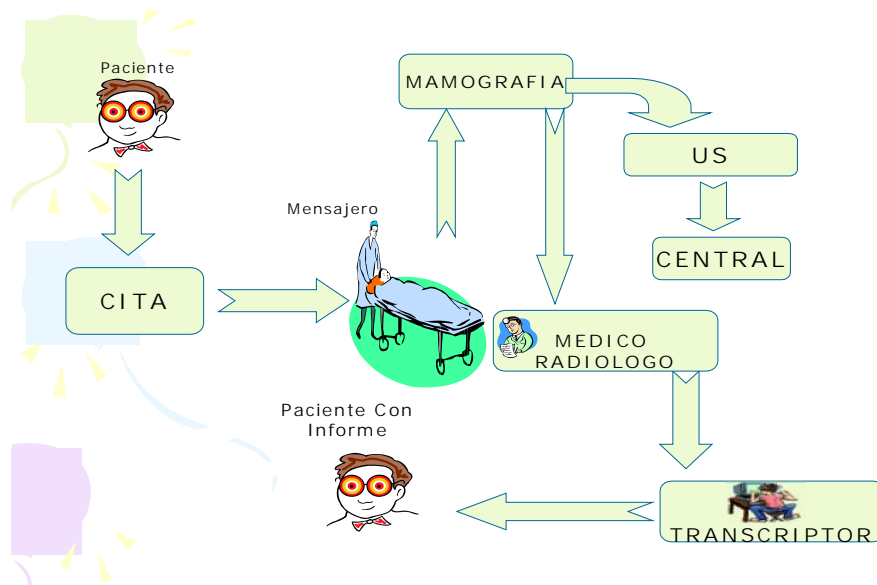 Paciente
MAMOGRAFIA
US
Mensajero
CENTRAL
CITA
MEDICO
RADIOLOGO
Paciente Con
Informe
TRANSCRIPTOR